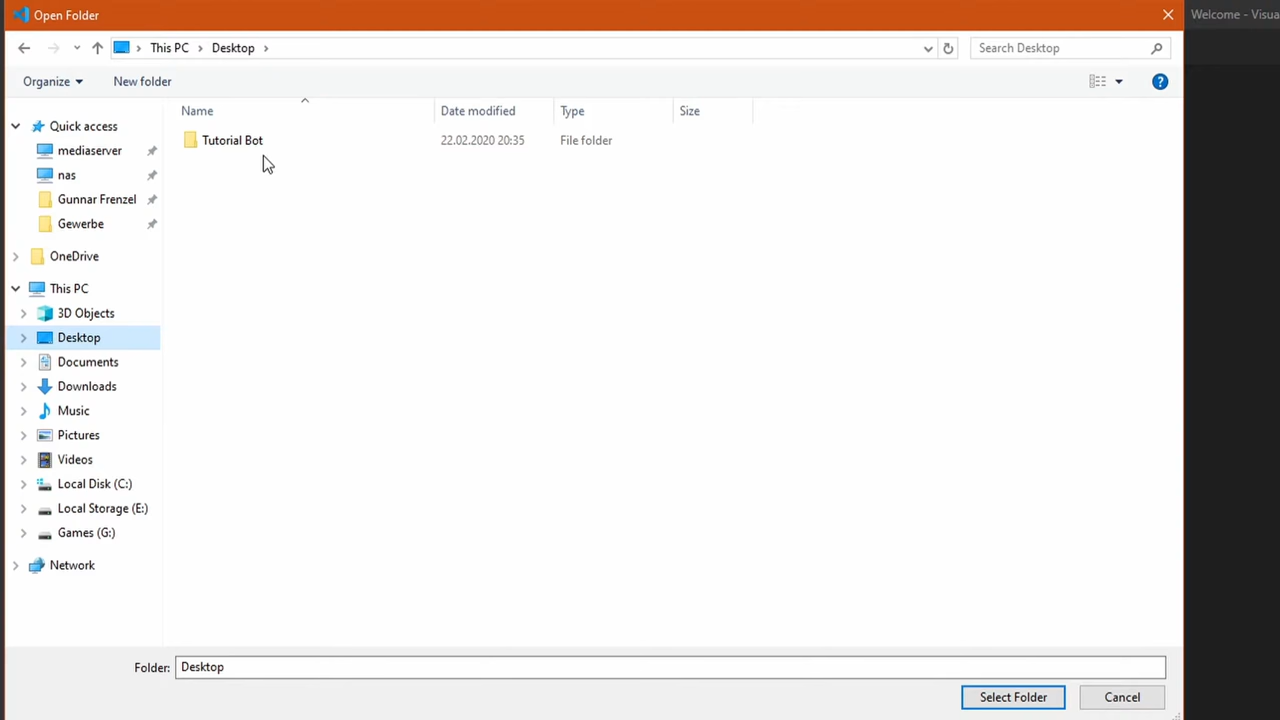 Open Folder
Welcome - Visua
This PC > Desktop >
Search Desktop
Organize
New folder
Name
Date modified
Type
Size
Tutorial Bot
22.02.2020 20:35
File folder
Quick access
mediaserver
nas
Gunnar Frenzel
Gewerbe
OneDrive
This PC
3D Objects
Desktop
Documents
Downloads
Music
Pictures
Videos
Local Disk (C:)
Local Storage (E:)
Games (G:)
Network
Folder:
Desktop
Select Folder
Cancel